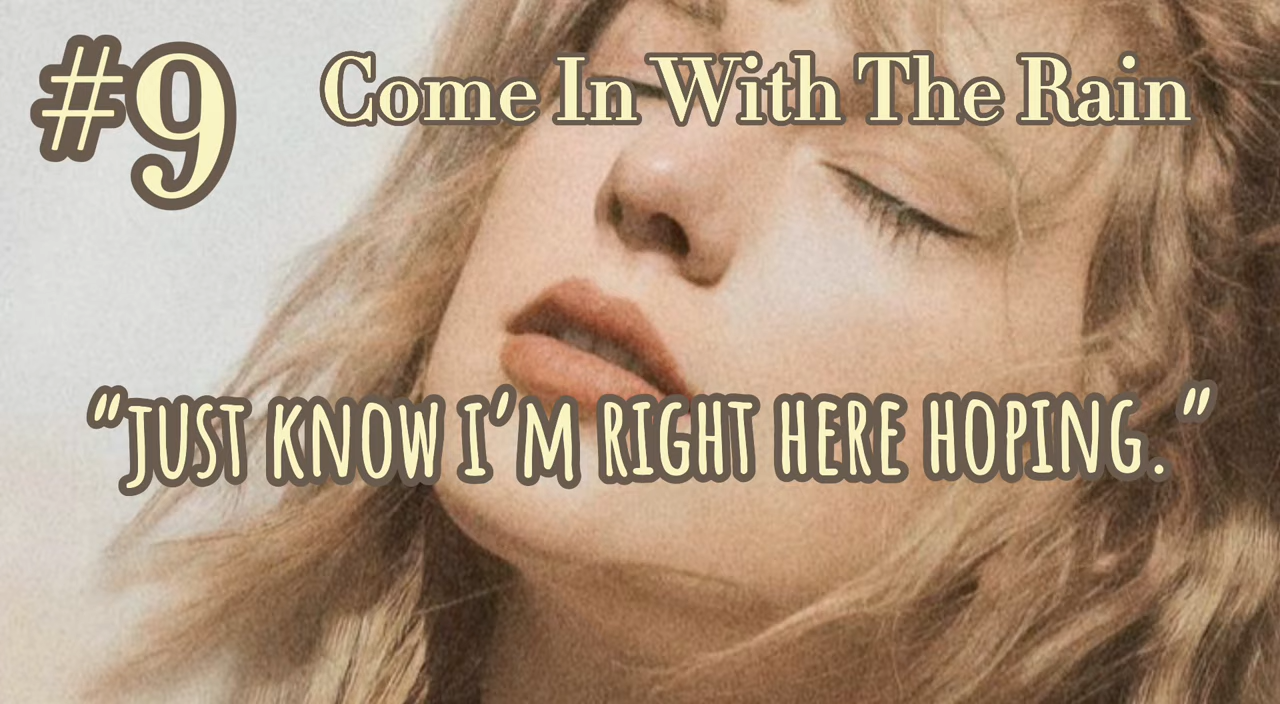 #9
Come In With The Rain
“JUST KNOW I’M RIGHT HERE HOPING.”